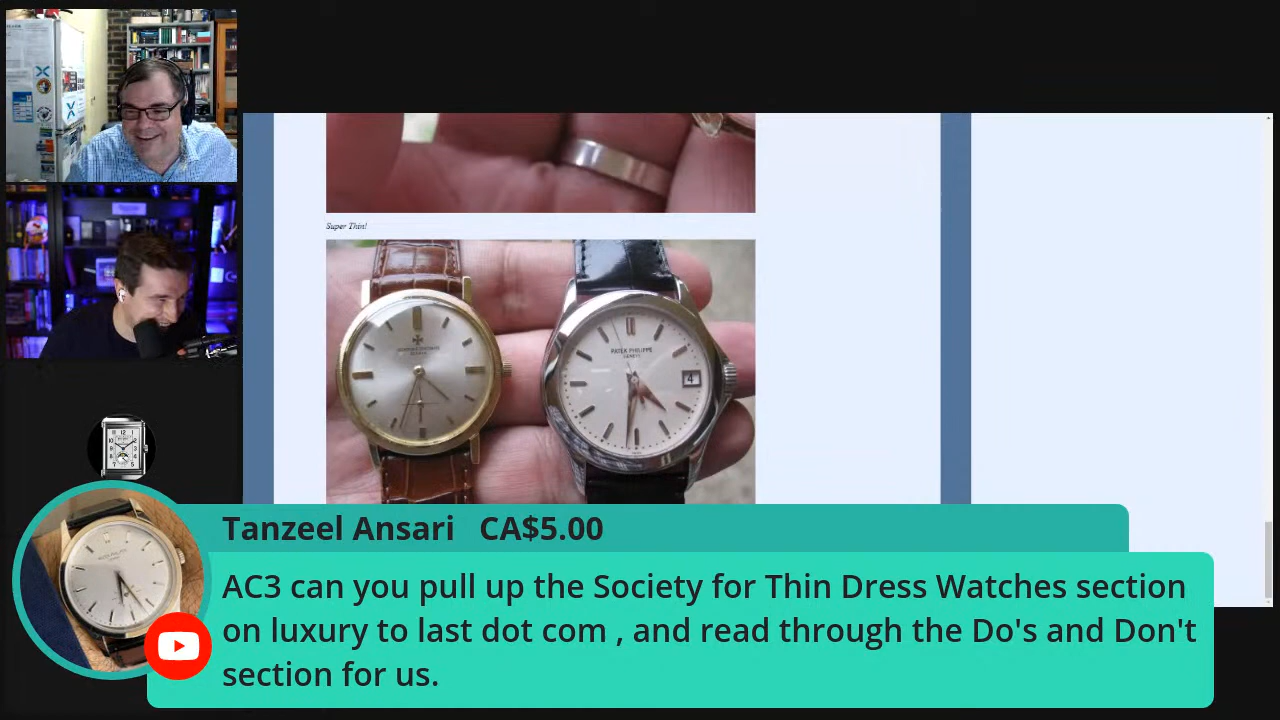 Super Thin!
PATEK PHILIPPE
GENEVE
4
Tanzeel Ansari CA$5.00
AC3 can you pull up the Society for Thin Dress Watches section
on luxury to last dot com , and read through the Do's and Don't
section for us.